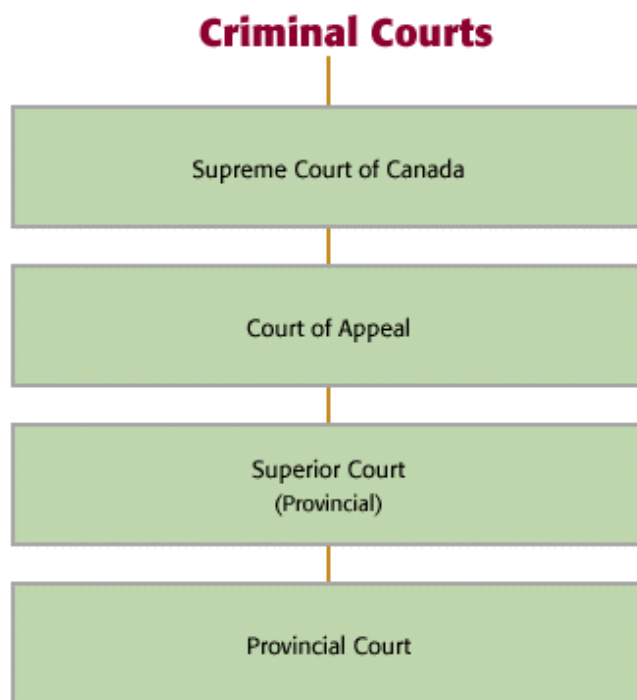 Criminal Courts
Supreme Court of Canada
Court of Appeal
Superior Court
(Provincial)
Provincial Court